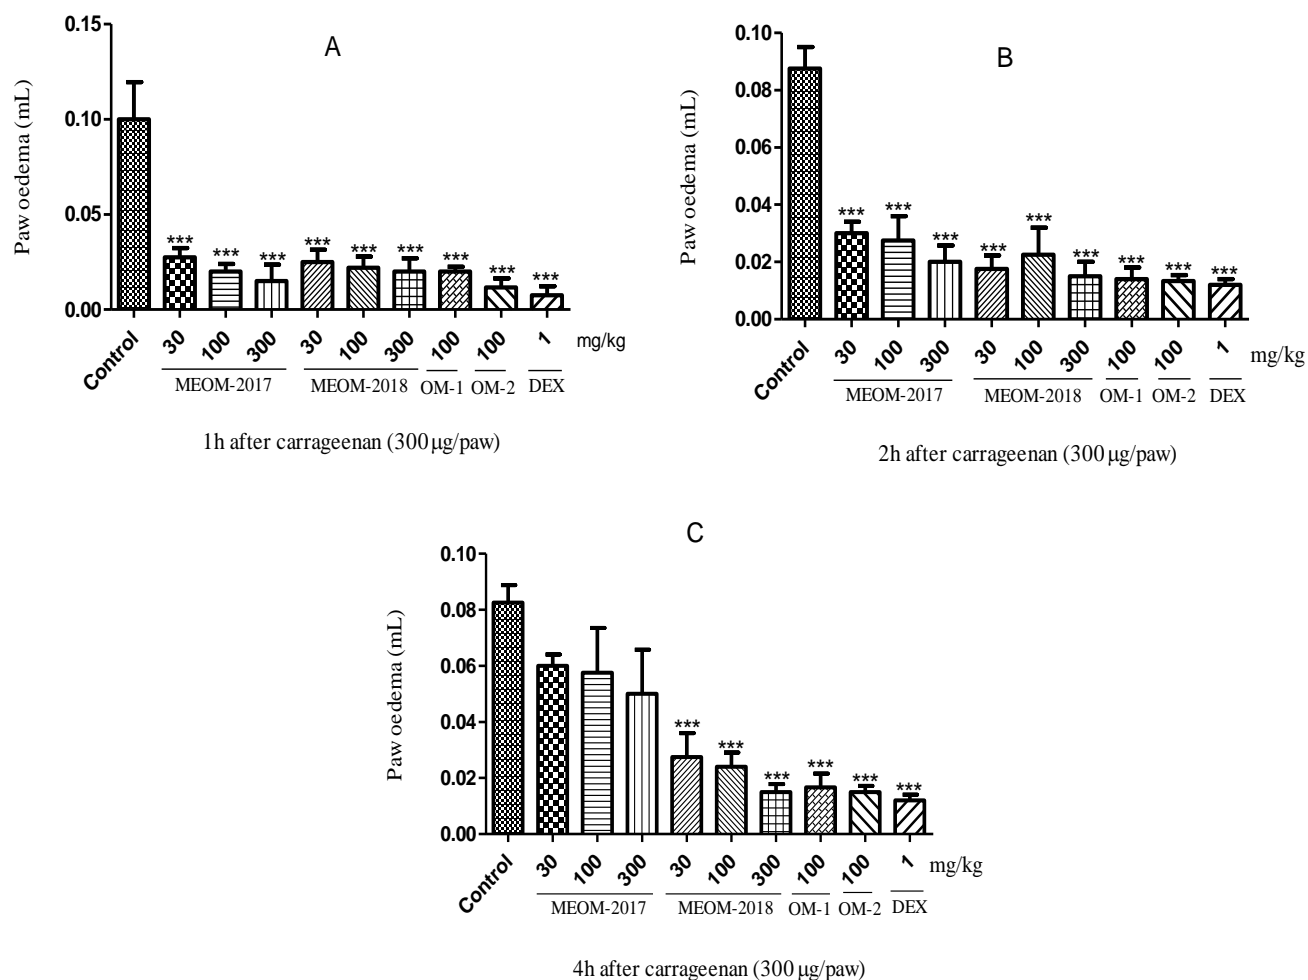 A
Paw oedema (mL)
0.15
0.10
0.05
0.00
*** *** *** *** *** *** *** *** ***
Control 30 100 300 30 100 300 100 100 1 mg/kg
MEOM-2017 MEOM-2018 OM-1 OM-2 DEX
1h after carrageenan (300 µg/paw)
B
Paw oedema (mL)
0.10
0.08
0.06
0.04
0.02
0.00
*** *** *** *** *** *** *** *** ***
Control 30 100 300 30 100 300 100 100 1 mg/kg
MEOM-2017 MEOM-2018 OM-1 OM-2 DEX
2h after carrageenan (300 µg/paw)
C
Paw oedema (mL)
0.10
0.08
0.06
0.04
0.02
0.00
*** *** *** *** *** ***
Control 30 100 300 30 100 300 100 100 1 mg/kg
MEOM-2017 MEOM-2018 OM-1 OM-2 DEX
4h after carrageenan (300 µg/paw)